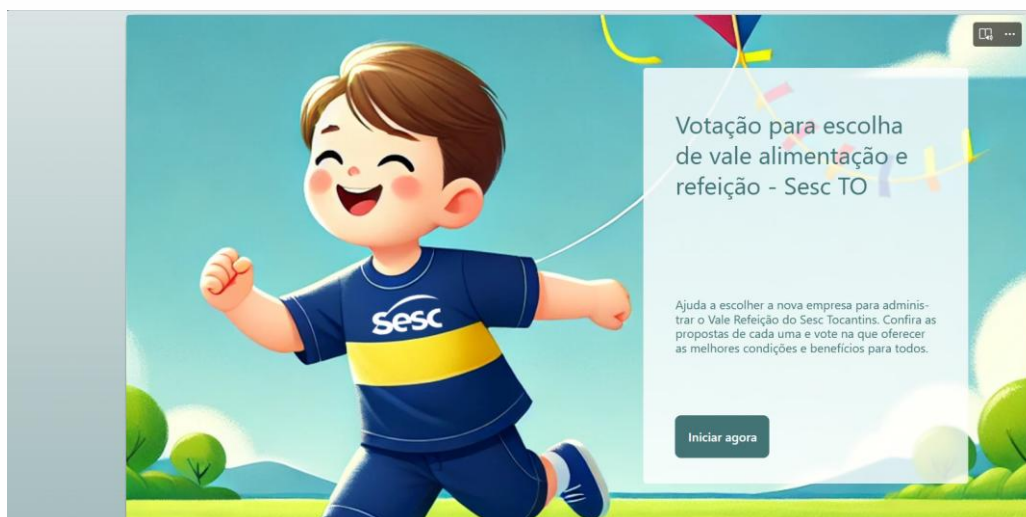 Votação para escolha
de vale alimentação e
refeição - Sesc TO
Ajuda a escolher a nova empresa para adminis-
trar o Vale Refeição do Sesc Tocantins. Confira as
propostas de cada uma e vote na que oferecer
as melhores condições e benefícios para todos.
Sesc
Iniciar agora